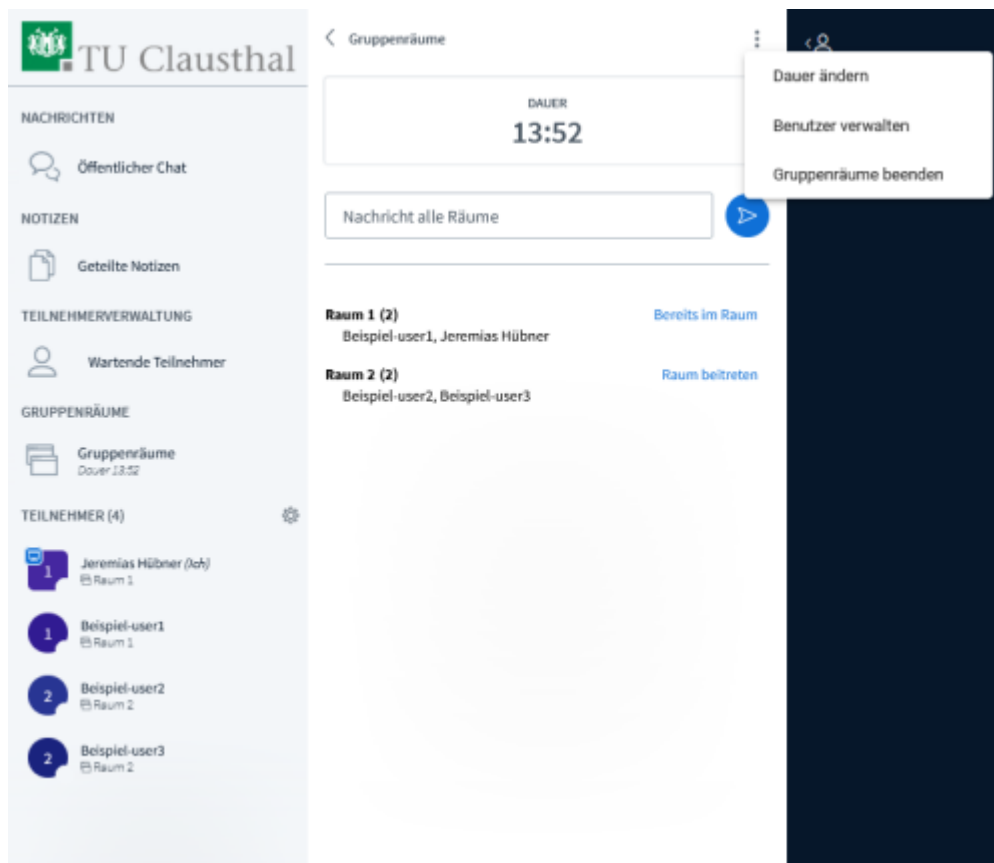 TU Clausthal
NACHRICHTEN
Öffentlicher Chat
NOTIZEN
Geteilte Notizen
TEILNEHMERVERWALTUNG
Wartende Teilnehmer
GRUPPENRÄUME
Gruppenräume
Dauer 13:52
TEILNEHMER (4)
1
Jeremias Hübner (Ich)
Raum 1
1
Beispiel-user1
Raum 1
2
Beispiel-user2
Raum 2
2
Beispiel-user3
Raum 2
Gruppenräume
DAUER
13:52
Nachricht alle Räume
Raum 1 (2) Bereits im Raum
Beispiel-user1, Jeremias Hübner
Raum 2 (2) Raum beitreten
Beispiel-user2, Beispiel-user3
Dauer ändern
Benutzer verwalten
Gruppenräume beenden